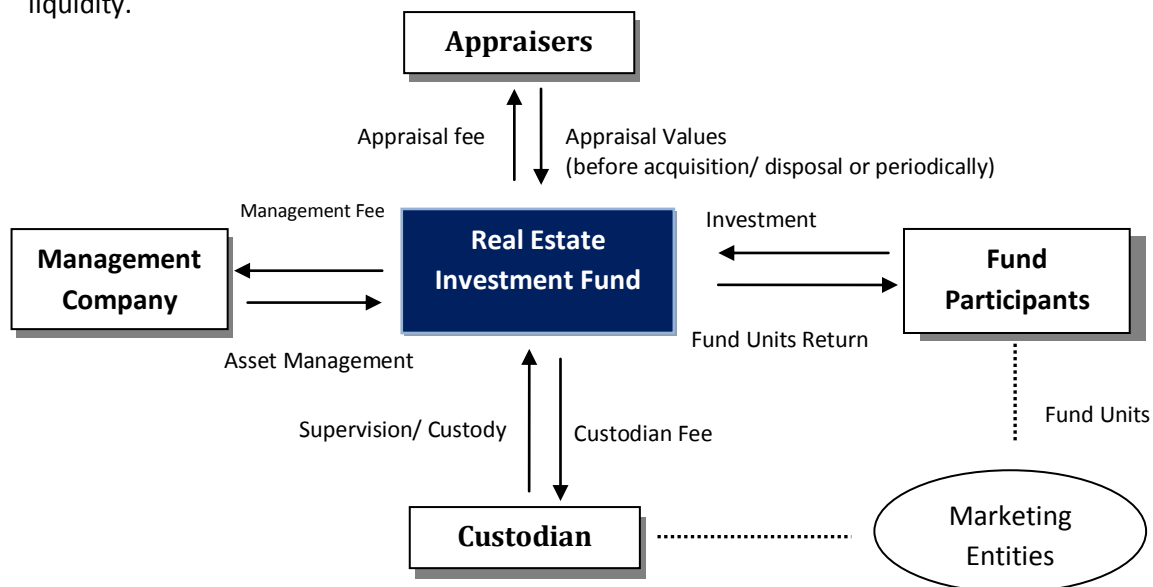 liquidity.
Appraisers
Appraisal fee
Appraisal Values
(before acquisition/ disposal or periodically)
Management Fee
Investment
Management
Company
Real Estate
Investment Fund
Fund
Participants
Asset Management
Fund Units Return
Supervision/ Custody
Custodian Fee
Fund Units
Custodian
Marketing
Entities